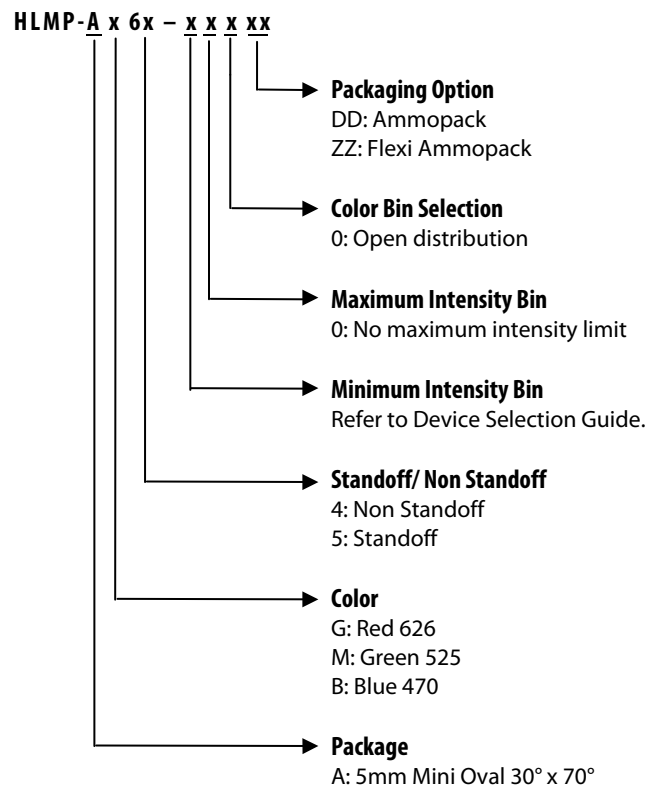 HLMP-A x 6x – x x x xx
Packaging Option
DD: Ammopack
ZZ: Flexi Ammopack
Color Bin Selection
0: Open distribution
Maximum Intensity Bin
0: No maximum intensity limit
Minimum Intensity Bin
Refer to Device Selection Guide.
Standoff/ Non Standoff
4: Non Standoff
5: Standoff
Color
G: Red 626
M: Green 525
B: Blue 470
Package
A: 5mm Mini Oval 30° x 70°